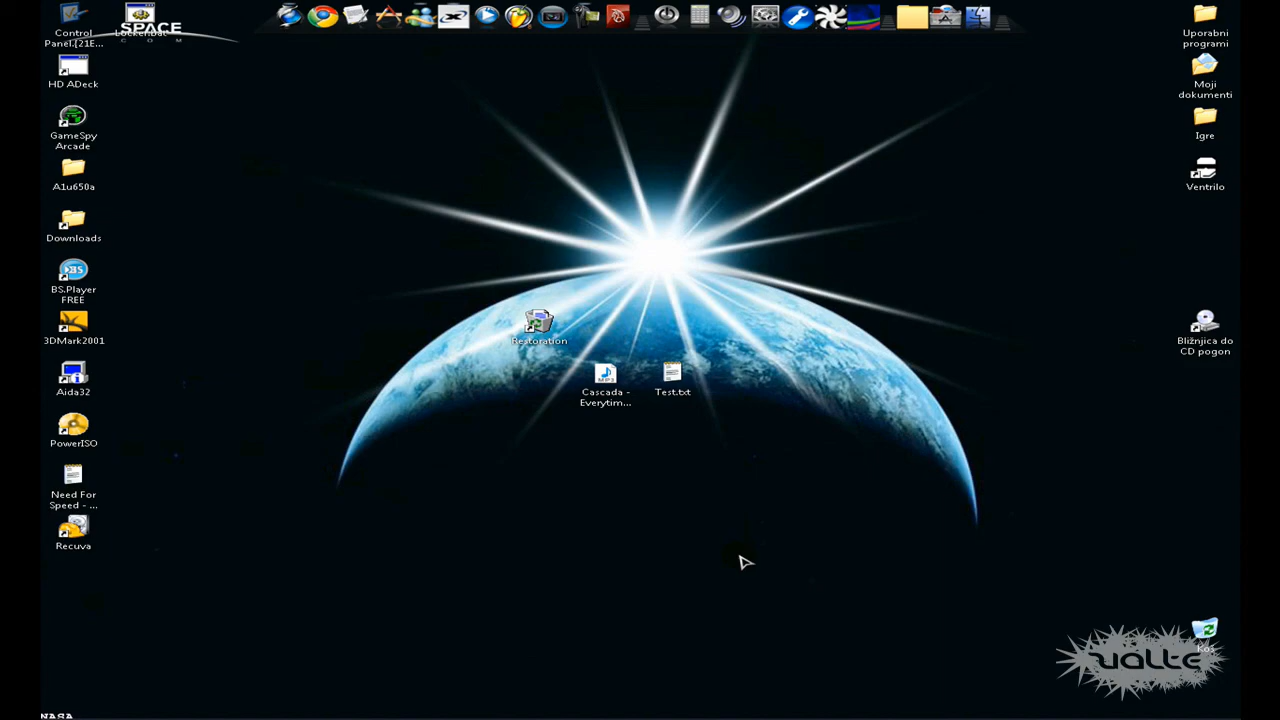 SPACE
C O M
Control
Panel.[21E...
HD ADeck
GameSpy
Arcade
A1u650a
Downloads
BS.Player
FREE
3DMark2001
Aida32
PowerISO
Need For
Speed - ...
Recuva
Restoration
Cascada -
Everytim...
Test.txt
Uporabni
programi
Moji
dokumenti
Igre
Ventrilo
Bližnjica do
CD pogon
Koš
valte
NASA